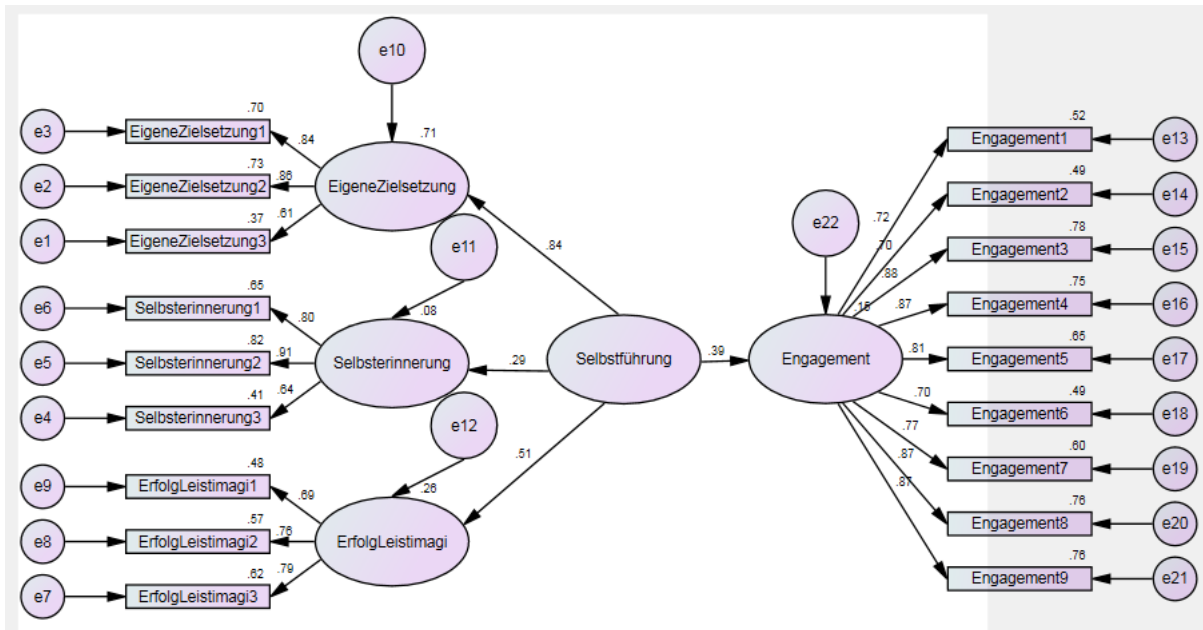 e10
.70
e3
EigeneZielsetzung1
.84
.71
.73
e2
EigeneZielsetzung2
.86
EigeneZielsetzung
.37
e1
EigeneZielsetzung3
.61
e11
.84
.65
e6
Selbsterinnerung1
.80
.08
.82
e5
Selbsterinnerung2
.91
Selbsterinnerung
.29
Selbstführung
.41
e4
Selbsterinnerung3
.64
e12
.51
.48
e9
ErfolgLeistimagi1
.69
.26
.57
e8
ErfolgLeistimagi2
.76
ErfolgLeistimagi
.62
e7
ErfolgLeistimagi3
.79
.39
e22
.15
Engagement
.52
.72
Engagement1
e13
.49
.70
Engagement2
e14
.78
.88
Engagement3
e15
.75
.87
Engagement4
e16
.65
.81
Engagement5
e17
.49
.70
Engagement6
e18
.60
.77
Engagement7
e19
.76
.87
Engagement8
e20
.76
.87
Engagement9
e21